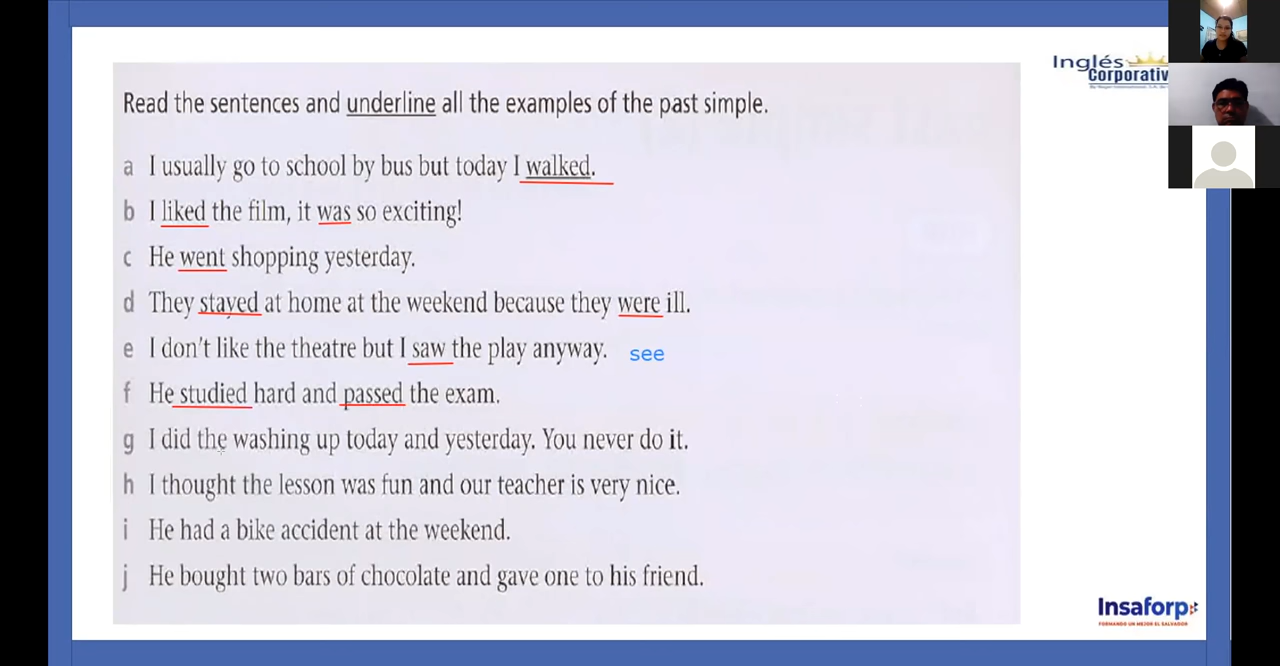 Read the sentences and underline all the examples of the past simple.
a I usually go to school by bus but today I walked.
b I liked the film, it was so exciting!
c He went shopping yesterday.
d They stayed at home at the weekend because they were ill.
e I don't like the theatre but I saw the play anyway. see
f He studied hard and passed the exam.
g I did the washing up today and yesterday. You never do it.
h I thought the lesson was fun and our teacher is very nice.
i He had a bike accident at the weekend.
j He bought two bars of chocolate and gave one to his friend.
Inglés
Corporativ
Insaforp
FORMANDO UN MEJOR EL SALVADOR